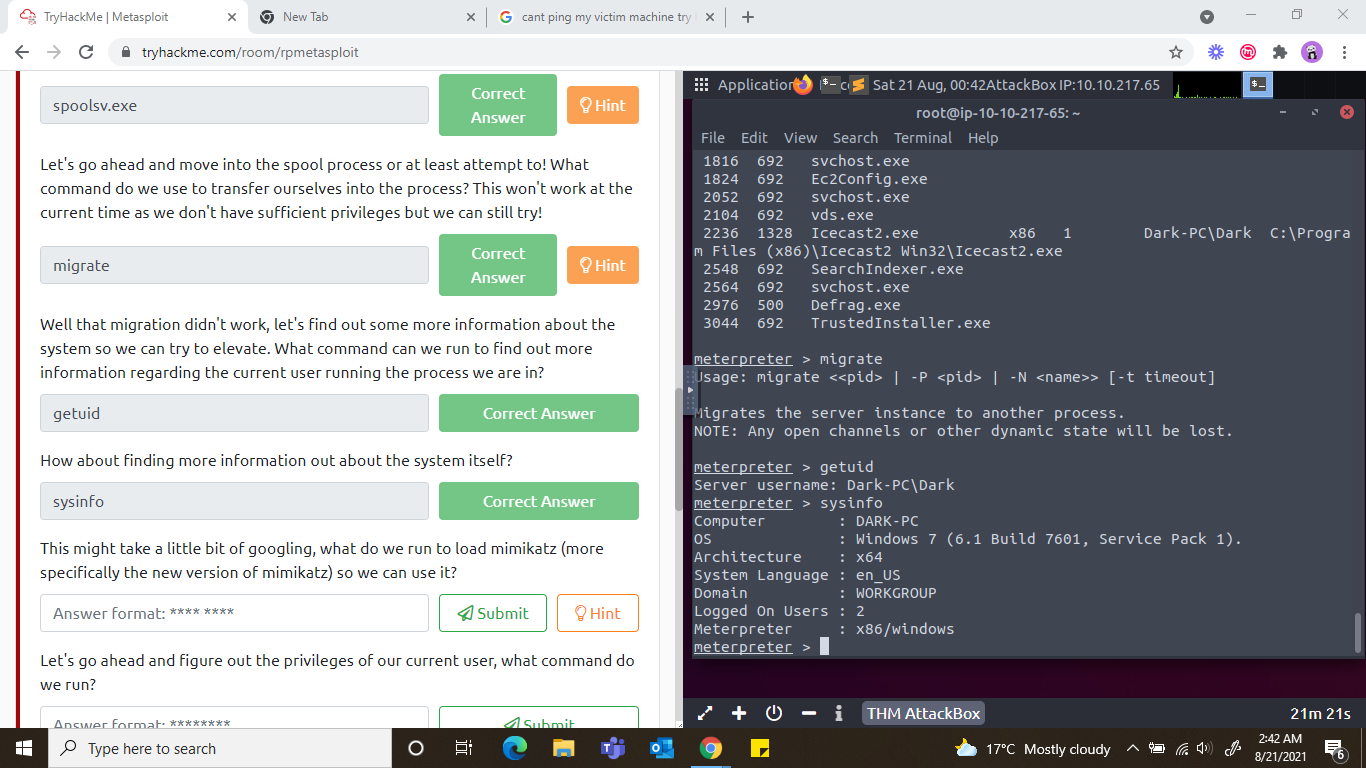 TryHackMe | Metasploit
New Tab
cant ping my victim machine try
tryhackme.com/room/rpmetasploit
spoolsv.exe
Correct
Answer
Hint
Let's go ahead and move into the spool process or at least attempt to! What
command do we use to transfer ourselves into the process? This won't work at the
current time as we don't have sufficient privileges but we can still try!
migrate
Correct
Answer
Hint
Well that migration didn't work, let's find out some more information about the
system so we can try to elevate. What command can we run to find out more
information regarding the current user running the process we are in?
getuid
Correct Answer
How about finding more information out about the system itself?
sysinfo
Correct Answer
This might take a little bit of googling, what do we run to load mimikatz (more
specifically the new version of mimikatz) so we can use it?
Answer format: **** ****
Submit
Hint
Let's go ahead and figure out the privileges of our current user, what command do
we run?
Answer format: ********
Submit
Sat 21 Aug, 00:42 AttackBox IP:10.10.217.65
root@ip-10-10-217-65: ~
File Edit View Search Terminal Help
1816 692 svchost.exe
1824 692 Ec2Config.exe
2052 692 svchost.exe
2104 692 vds.exe
2236 1328 Icecast2.exe x86 1 Dark-PC\Dark C:\Progra
m Files (x86)\Icecast2 Win32\Icecast2.exe
2548 692 SearchIndexer.exe
2564 692 svchost.exe
2976 500 Defrag.exe
3044 692 TrustedInstaller.exe
meterpreter > migrate
Usage: migrate <<pid> | -P <pid> | -N <name>> [-t timeout]
Migrates the server instance to another process.
NOTE: Any open channels or other dynamic state will be lost.
meterpreter > getuid
Server username: Dark-PC\Dark
meterpreter > sysinfo
Computer : DARK-PC
OS : Windows 7 (6.1 Build 7601, Service Pack 1).
Architecture : x64
System Language : en_US
Domain : WORKGROUP
Logged On Users : 2
Meterpreter : x86/windows
meterpreter >
THM AttackBox
21m 21s
Type here to search
17°C Mostly cloudy
2:42 AM
8/21/2021
6